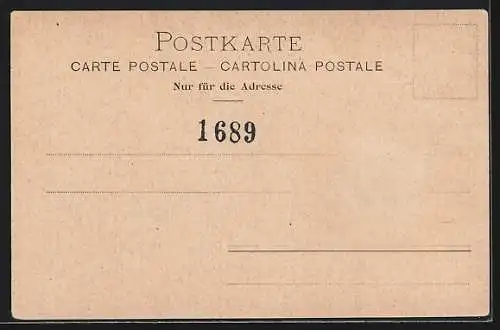 POSTKARTE
CARTE POSTALE — CARTOLINA POSTALE
Nur für die Adresse
1689